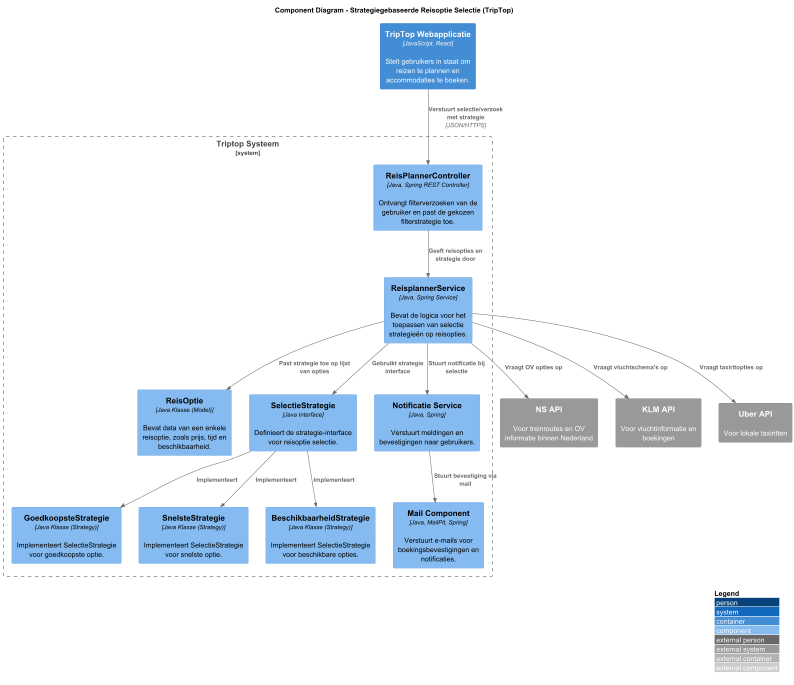 Component Diagram - Strategiegebaseerde Reisoptie Selectie (TripTop)
TripTop Webapplicatie
[JavaScript, React]
Stelt gebruikers in staat om
reizen te plannen en
accommodaties te boeken.
Verstuurt selectie/verzoek
met strategie
[JSON/HTTPS]
Triptop Systeem
[system]
ReisPlannerController
[Java, Spring REST Controller]
Ontvangt filterverzoeken van de
gebruiker en past de gekozen
filterstrategie toe.
Geeft reisopties en
strategie door
ReisplannerService
[Java, Spring Service]
Bevat de logica voor het
toepassen van selectie
strategieën op reisopties.
Past strategie toe op lijst
van opties
Gebruikt strategie
interface
Stuurt notificatie bij
selectie
Vraagt OV opties op
Vraagt vluchtschema's op
Vraagt taxiritopties op
ReisOptie
[Java Klasse (Model)]
Bevat data van een enkele
reisoptie, zoals prijs, tijd en
beschikbaarheid.
SelectieStrategie
[Java Interface]
Definieert de strategie-interface
voor reisoptie selectie.
Notificatie Service
[Java, Spring]
Verstuurt meldingen en
bevestigingen naar gebruikers.
NS API
Voor treinroutes en OV
informatie binnen Nederland
KLM API
Voor vluchtinformatie en
boekingen
Uber API
Voor lokale taxiritten
Implementeert
Implementeert
Implementeert
Stuurt bevestiging via
mail
GoedkoopsteStrategie
[Java Klasse (Strategy)]
Implementeert SelectieStrategie
voor goedkoopste optie.
SnelsteStrategie
[Java Klasse (Strategy)]
Implementeert SelectieStrategie
voor snelste optie.
BeschikbaarheidStrategie
[Java Klasse (Strategy)]
Implementeert SelectieStrategie
voor beschikbare opties.
Mail Component
[Java, MailPit, Spring]
Verstuurt e-mails voor
boekingsbevestigingen en
notificaties.
Legend
person
system
container
component
external person
external system
external container
external component